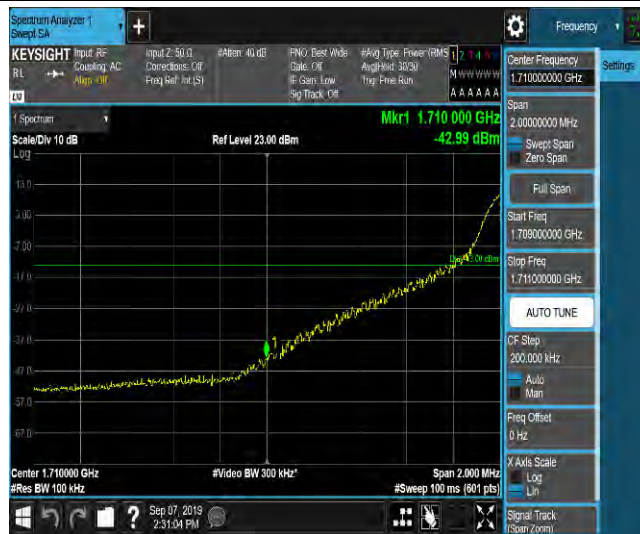 Spectrum Analyzer 1
Swept SA
+
Frequency
KEYSIGHT
Input: RF
Coupling: AC
Align: Off
Input Z: 50 Ω
Corrections: Off
Freq Ref: Int (S)
#Atten: 40 dB
PNO: Best Wide
Gate: Off
IF Gain: Low
Sig Track: Off
#Avg Type: Power (RMS
Avg|Hold: 30/30
Trig: Free Run
M W W W W W
A A A A A A
RL
LU
1 Spectrum
Scale/Div 10 dB
Log
Ref Level 23.00 dBm
Mkr1 1.710 000 GHz
-42.99 dBm
13.0
3.00
-7.00
-17.0
-27.0
-37.0
-47.0
-57.0
-67.0
1
Center 1.710000 GHz
#Res BW 100 kHz
#Video BW 300 kHz*
Span 2.000 MHz
#Sweep 100 ms (601 pts)
Center Frequency
1.710000000 GHz
Settings
Span
2.00000000 MHz
Swept Span
Zero Span
Full Span
Start Freq
1.709000000 GHz
Stop Freq
1.711000000 GHz
AUTO TUNE
CF Step
200.000 kHz
Auto
Man
Freq Offset
0 Hz
X Axis Scale
Log
Lin
Signal Track
(Span Zoom)
?
Sep 07, 2019
2:31:04 PM